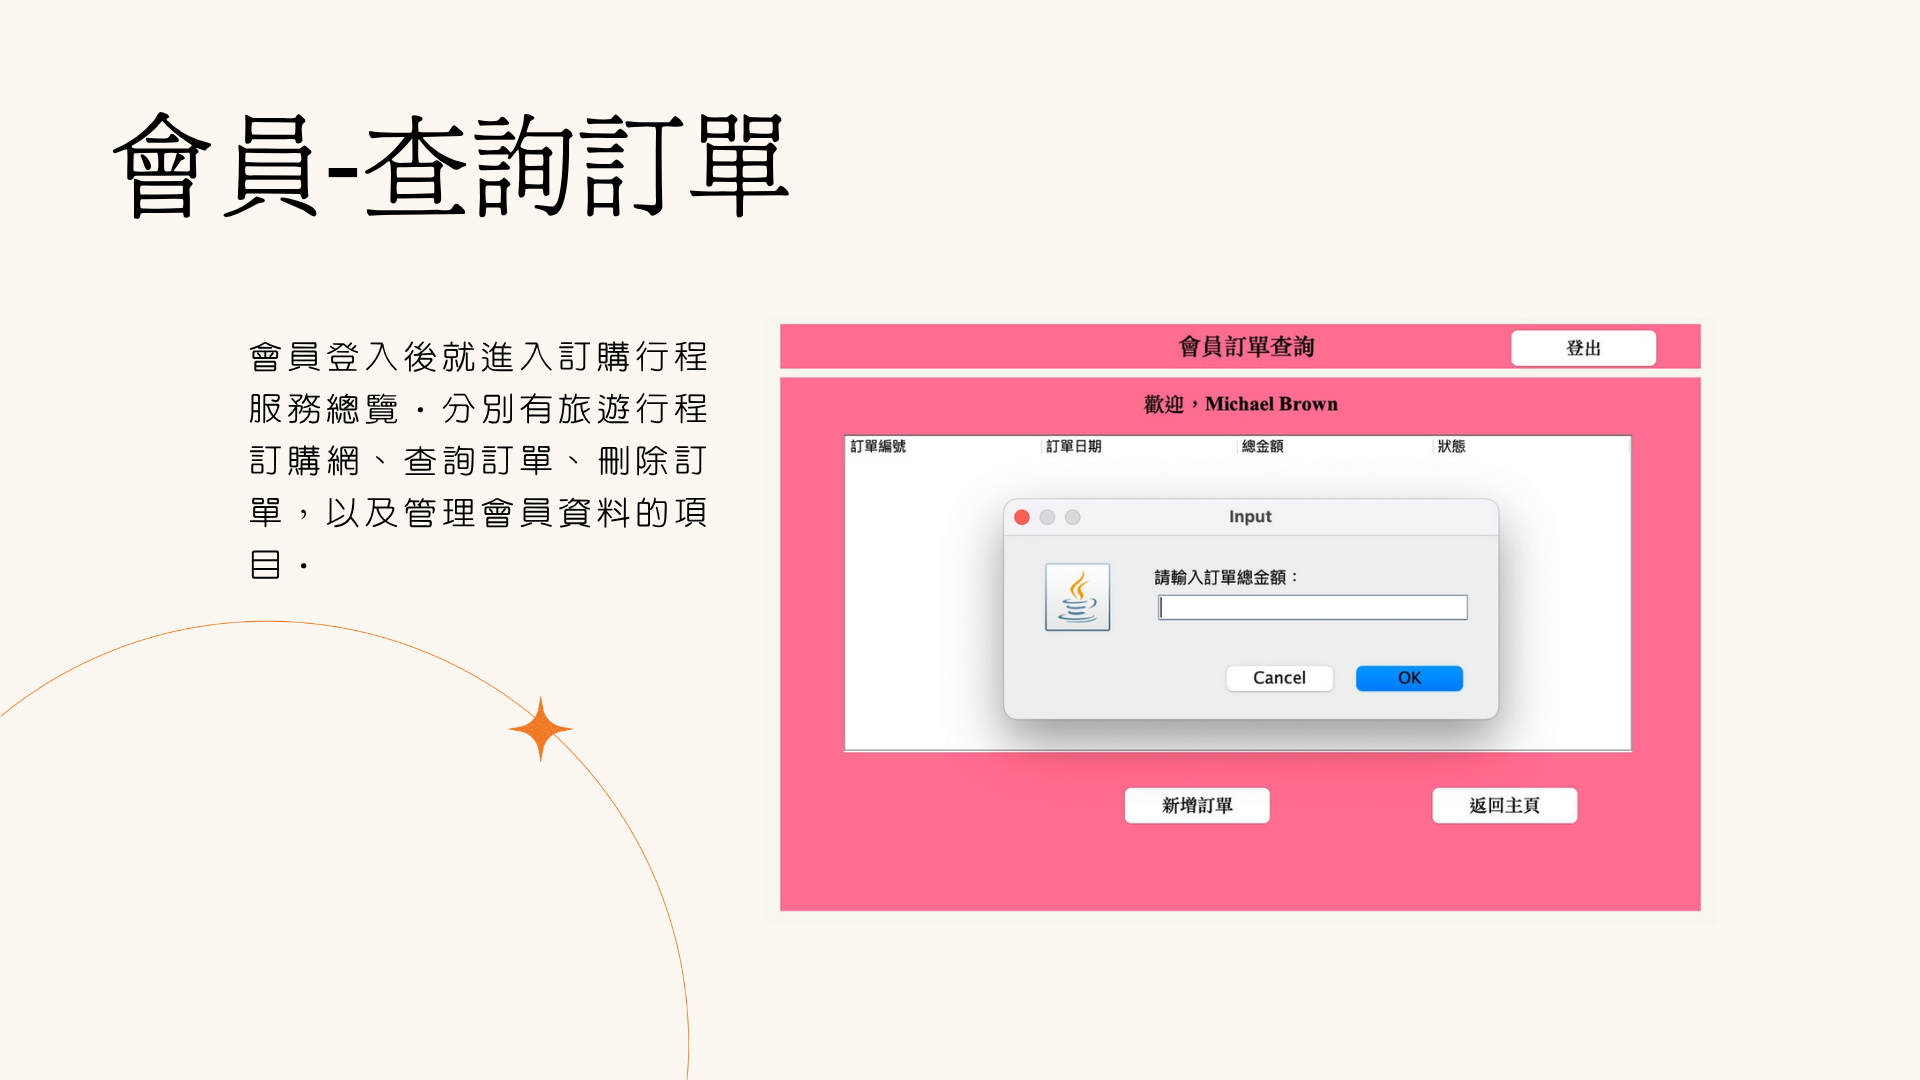 會員-查詢訂單
會員登入後就進入訂購行程
服務總覽．分別有旅遊行程
訂購網、查詢訂單、刪除訂
單，以及管理會員資料的項
目．
會員訂單查詢
登出
歡迎，Michael Brown
訂單編號 訂單日期 總金額 狀態
Input
請輸入訂單總金額：
Cancel OK
新增訂單 返回主頁